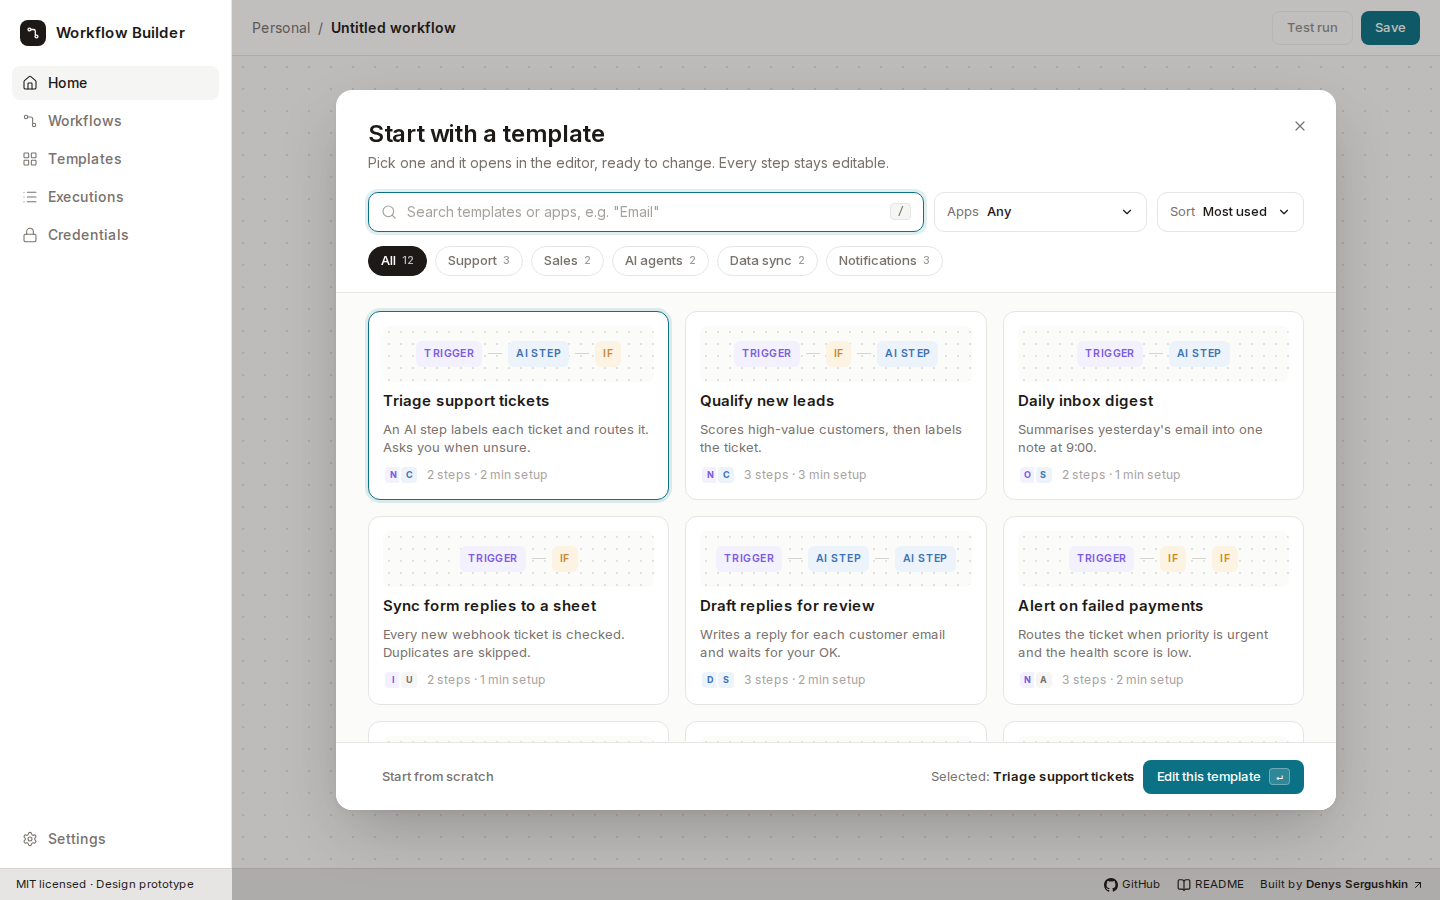 Workflow Builder
Home
Workflows
Templates
Executions
Credentials
Settings
MIT licensed · Design prototype
Personal / Untitled workflow
Test run
Save
Start with a template
Pick one and it opens in the editor, ready to change. Every step stays editable.
Search templates or apps, e.g. "Email" /
Apps Any
Sort Most used
All 12
Support 3
Sales 2
AI agents 2
Data sync 2
Notifications 3
TRIGGER AI STEP IF
Triage support tickets
An AI step labels each ticket and routes it.
Asks you when unsure.
N C 2 steps · 2 min setup
TRIGGER IF AI STEP
Qualify new leads
Scores high-value customers, then labels
the ticket.
N C 3 steps · 3 min setup
TRIGGER AI STEP
Daily inbox digest
Summarises yesterday's email into one
note at 9:00.
O S 2 steps · 1 min setup
TRIGGER IF
Sync form replies to a sheet
Every new webhook ticket is checked.
Duplicates are skipped.
I U 2 steps · 1 min setup
TRIGGER AI STEP AI STEP
Draft replies for review
Writes a reply for each customer email
and waits for your OK.
D S 3 steps · 2 min setup
TRIGGER IF IF
Alert on failed payments
Routes the ticket when priority is urgent
and the health score is low.
N A 3 steps · 2 min setup
Start from scratch
Selected: Triage support tickets
Edit this template ↵
GitHub
README
Built by Denys Sergushkin